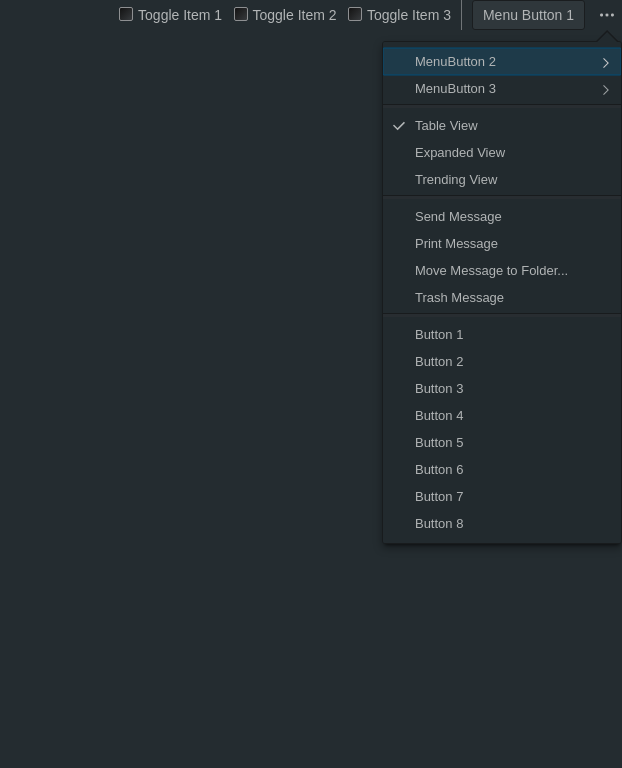 Toggle Item 1 Toggle Item 2 Toggle Item 3 Menu Button 1
MenuButton 2
MenuButton 3
Table View
Expanded View
Trending View
Send Message
Print Message
Move Message to Folder...
Trash Message
Button 1
Button 2
Button 3
Button 4
Button 5
Button 6
Button 7
Button 8